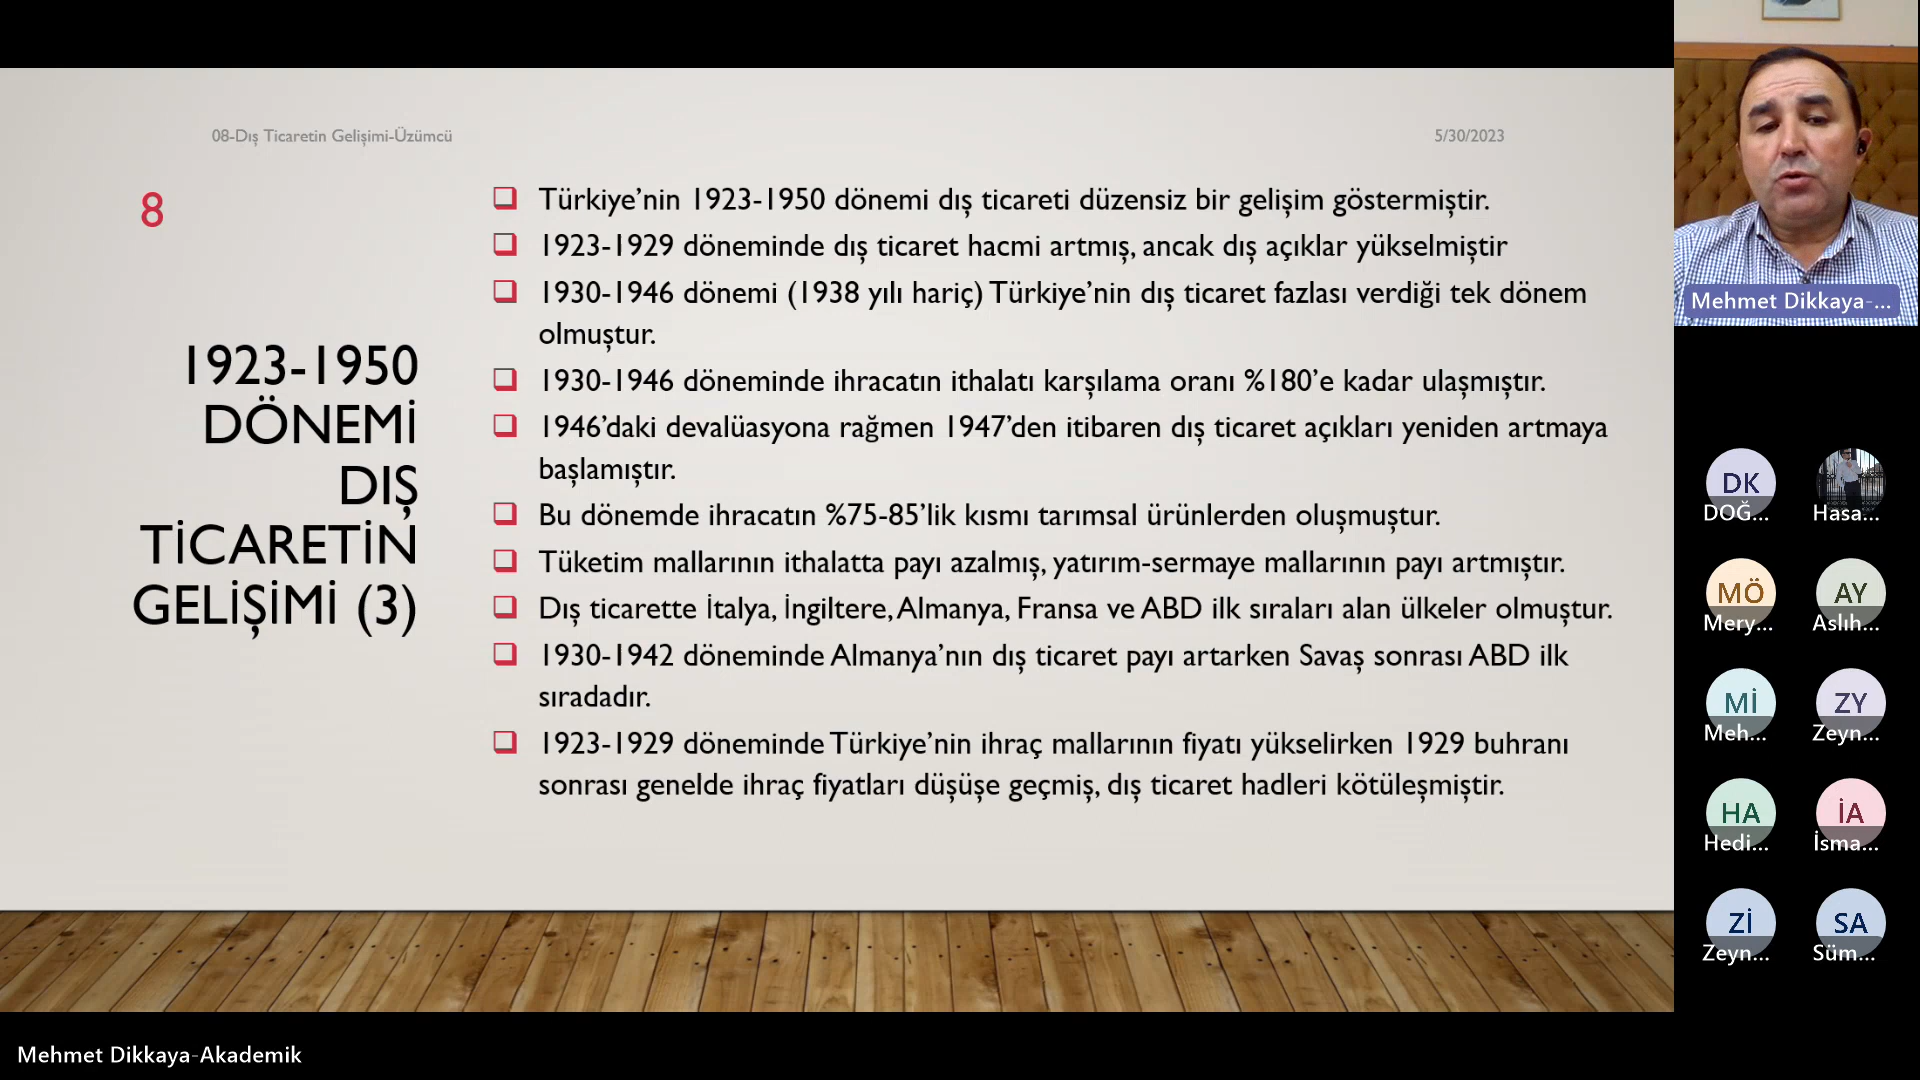 08-Dış Ticaretin Gelişimi-Üzümcü
5/30/2023
8
1923-1950
DÖNEMİ
DIŞ
TİCARETİN
GELİŞİMİ (3)
Türkiye’nin 1923-1950 dönemi dış ticareti düzensiz bir gelişim göstermiştir.
1923-1929 döneminde dış ticaret hacmi artmış, ancak dış açıklar yükselmiştir
1930-1946 dönemi (1938 yılı hariç) Türkiye’nin dış ticaret fazlası verdiği tek dönem
olmuştur.
1930-1946 döneminde ihracatın ithalatı karşılama oranı %180’e kadar ulaşmıştır.
1946’daki devalüasyona rağmen 1947’den itibaren dış ticaret açıkları yeniden artmaya
başlamıştır.
Bu dönemde ihracatın %75-85’lik kısmı tarımsal ürünlerden oluşmuştur.
Tüketim mallarının ithalatta payı azalmış, yatırım-sermaye mallarının payı artmıştır.
Dış ticarette İtalya, İngiltere, Almanya, Fransa ve ABD ilk sıraları alan ülkeler olmuştur.
1930-1942 döneminde Almanya’nın dış ticaret payı artarken Savaş sonrası ABD ilk
sıradadır.
1923-1929 döneminde Türkiye’nin ihraç mallarının fiyatı yükselirken 1929 buhranı
sonrası genelde ihraç fiyatları düşüşe geçmiş, dış ticaret hadleri kötüleşmiştir.
Mehmet Dikkaya-...
DK
DOĞ...
Hasa...
MÖ
Mery...
AY
Aslıh...
Mİ
Meh...
ZY
Zeyn...
HA
Hedi...
İA
İsma...
Zİ
Zeyn...
SA
Süm...
Mehmet Dikkaya-Akademik